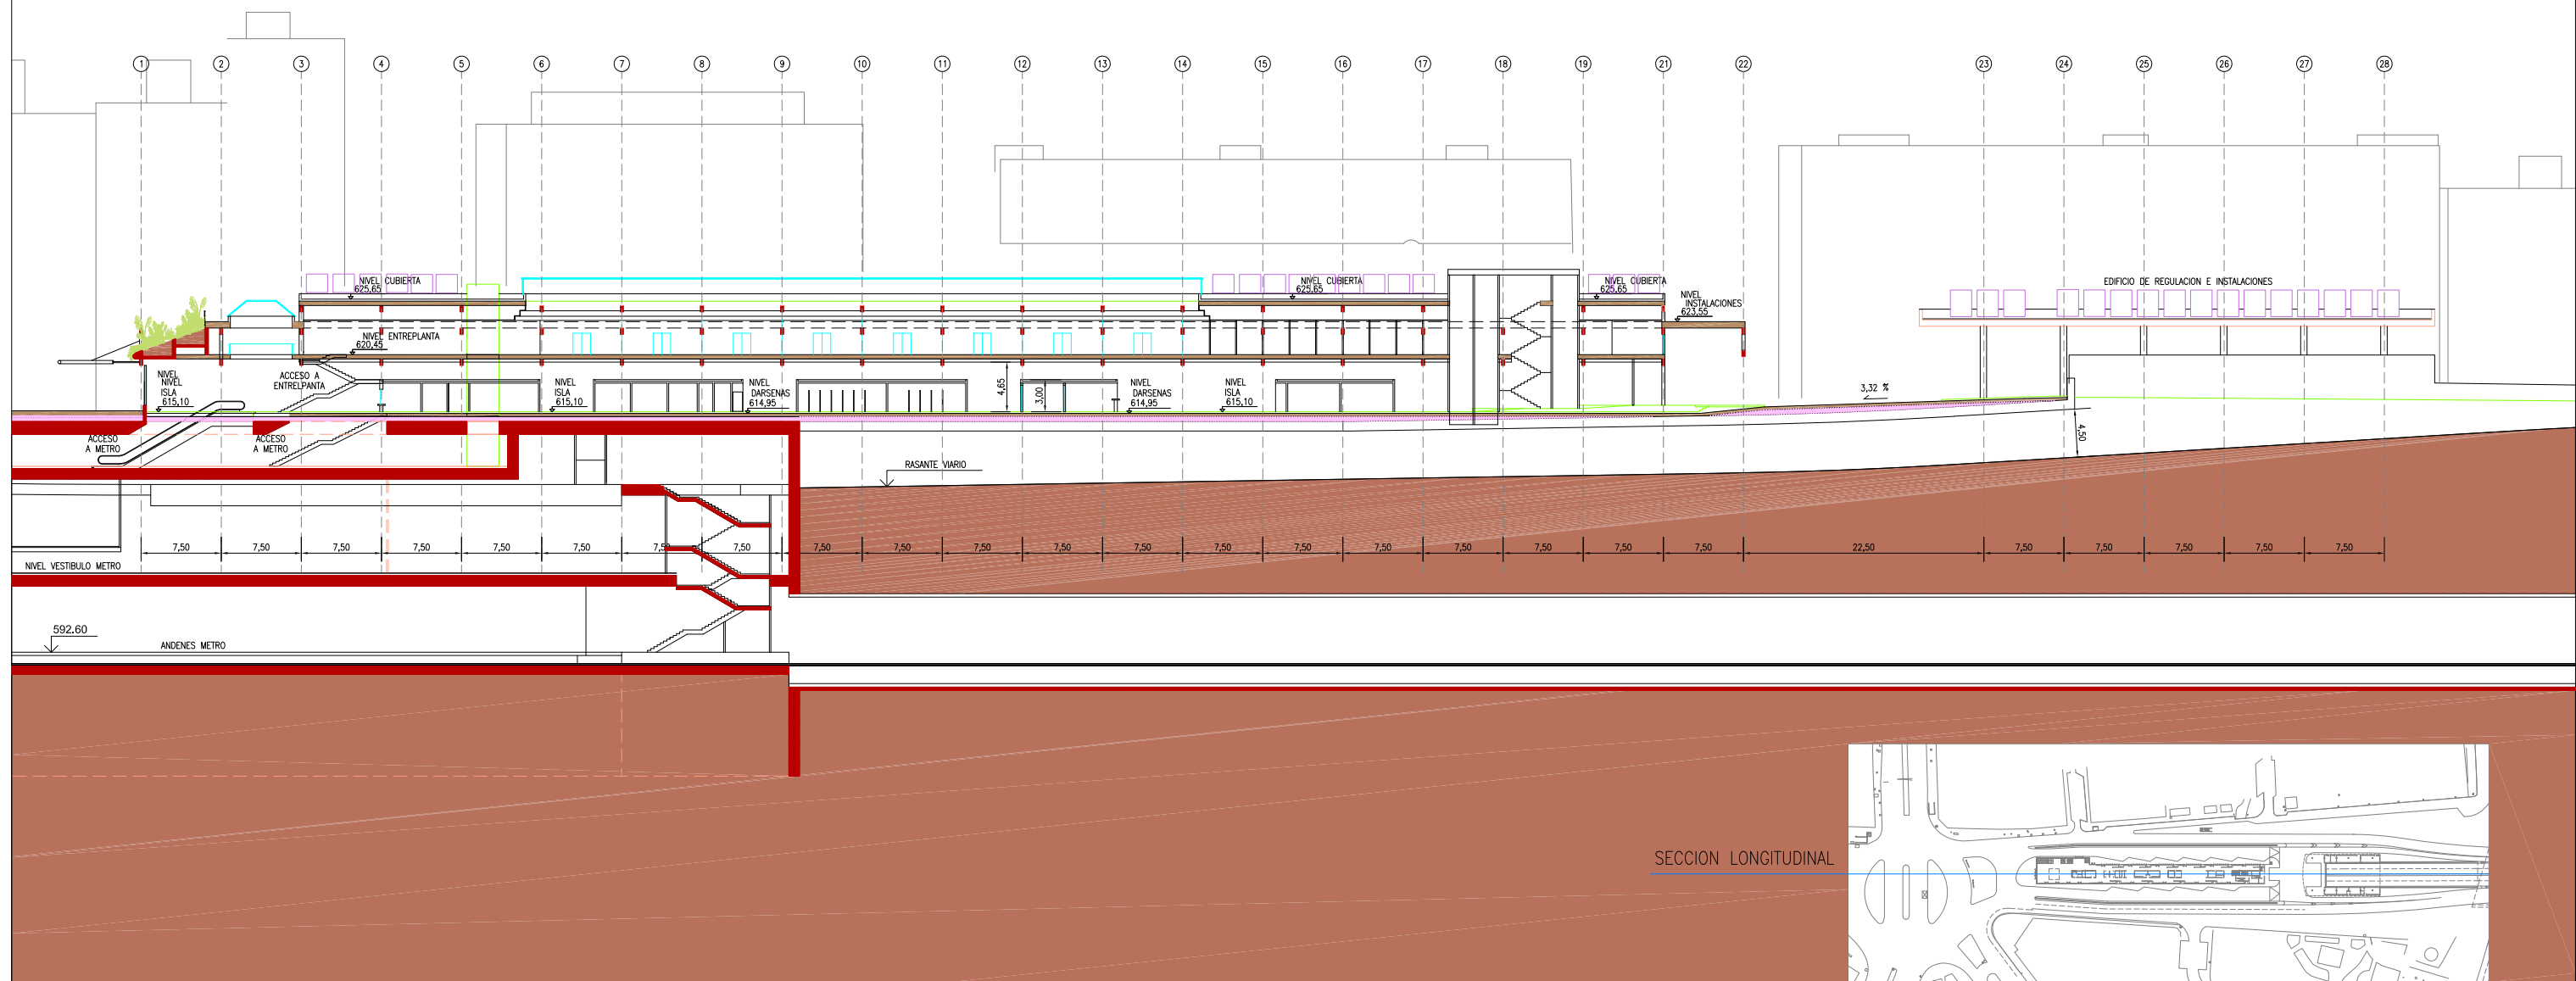 1 2 3 4 5 6 7 8 9 10 11 12 13 14 15 16 17 18 19 21 22 23 24 25 26 27 28
NIVEL CUBIERTA
625,65
NIVEL CUBIERTA
625,65
NIVEL CUBIERTA
625,65
EDIFICIO DE REGULACION E INSTALACIONES
NIVEL
INSTALACIONES
623,55
NIVEL ENTREPLANTA
620,45
NIVEL
NIVEL
ISLA
615,10
ACCESO A
ENTRELPANTA
NIVEL
ISLA
615,10
NIVEL
DARSENAS
614,95
4,65
3,00
NIVEL
DARSENAS
614,95
NIVEL
ISLA
615,10
3,32 %
4,50
ACCESO
A METRO
ACCESO
A METRO
RASANTE VIARIO
7,50 7,50 7,50 7,50 7,50 7,50 7,50 7,50 7,50 7,50 7,50 7,50 7,50 7,50 7,50 7,50 7,50 7,50 7,50 7,50 22,50 7,50 7,50 7,50 7,50 7,50
NIVEL VESTIBULO METRO
592.60
ANDENES METRO
SECCION LONGITUDINAL